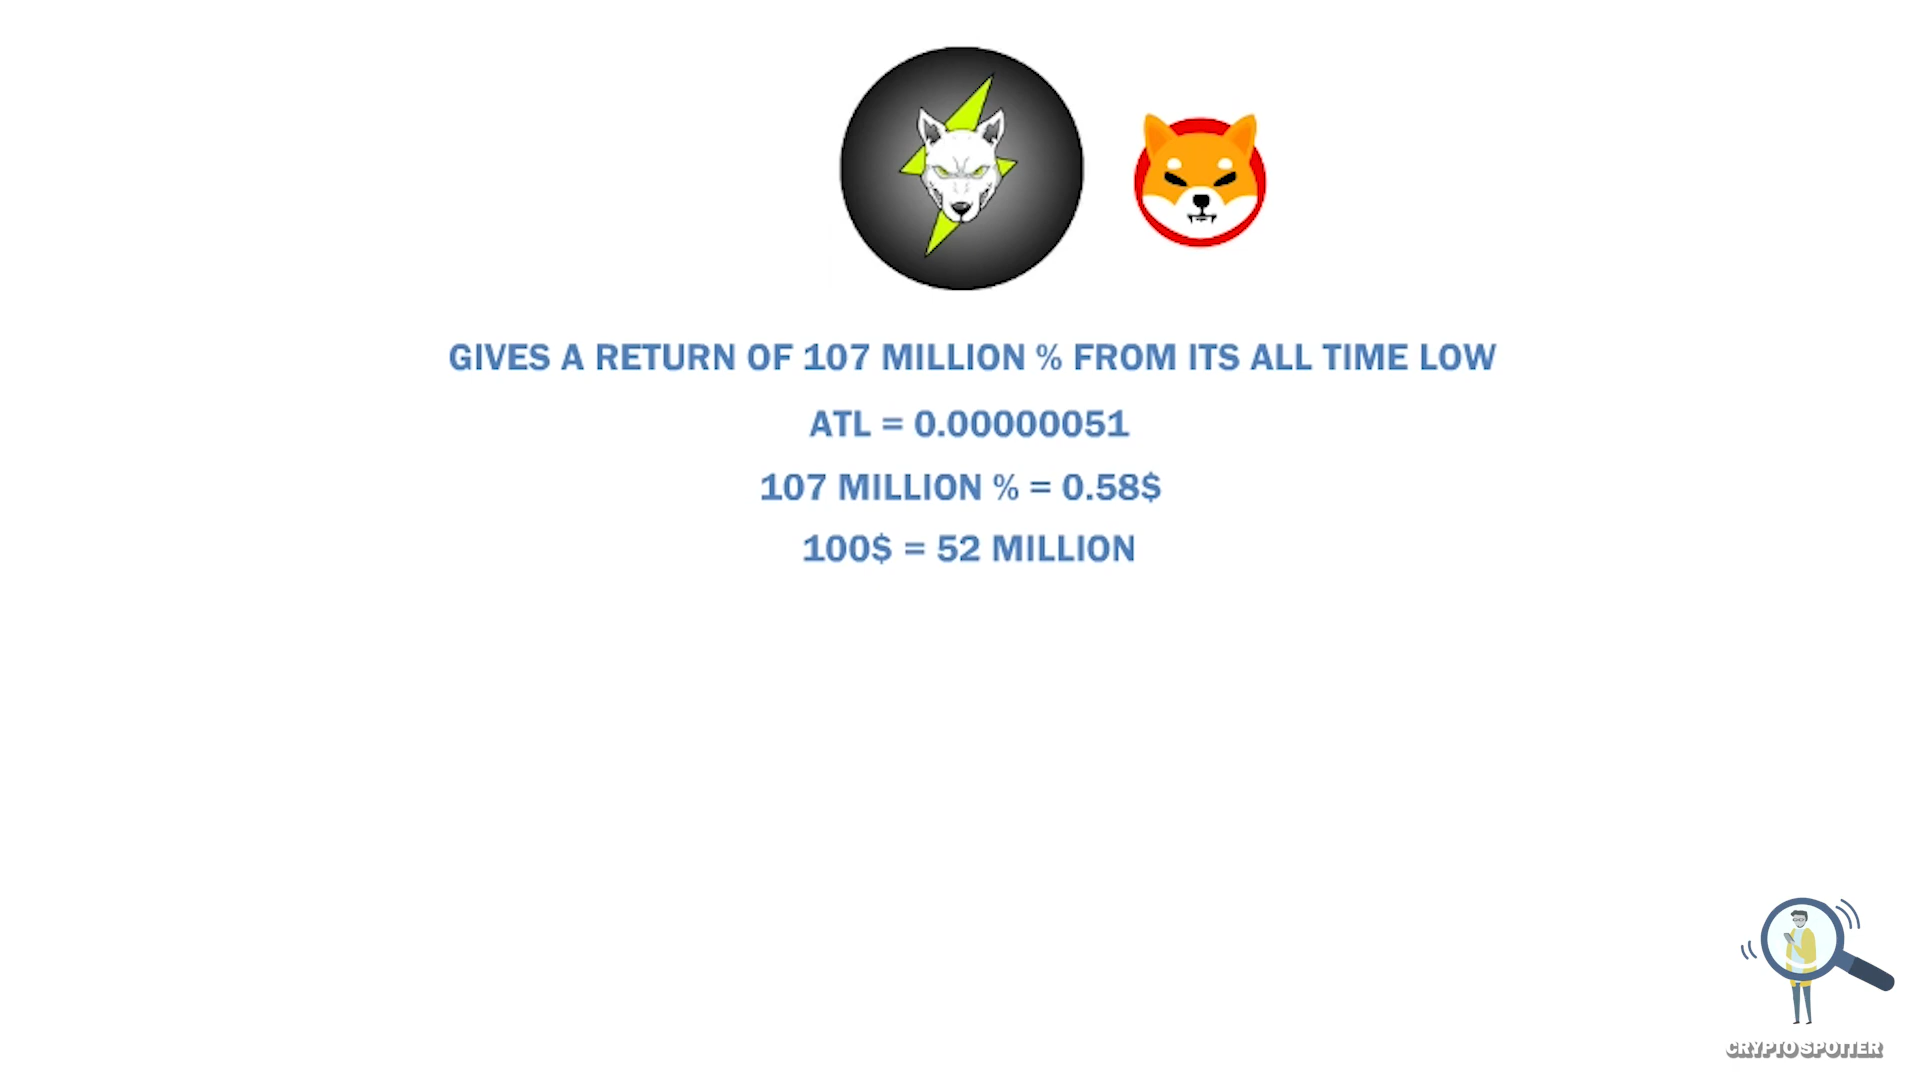 GIVES A RETURN OF 107 MILLION % FROM ITS ALL TIME LOW
ATL = 0.00000051
107 MILLION % = 0.58$
100$ = 52 MILLION
CRYPTO SPOTTER